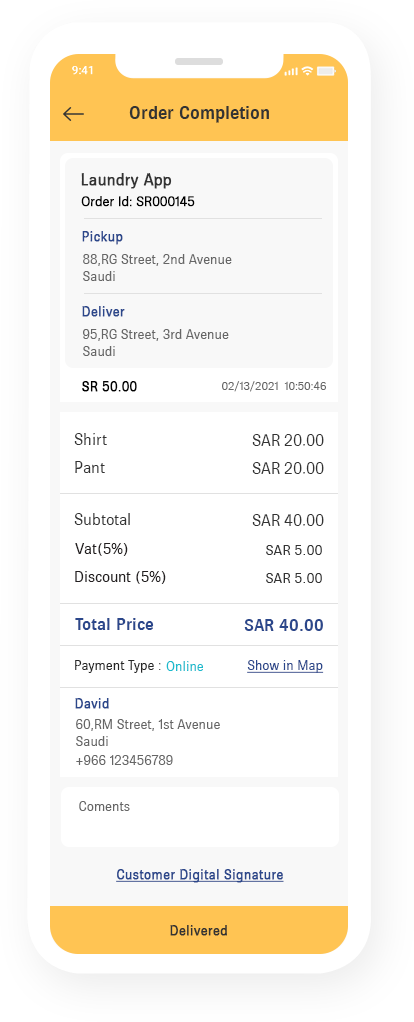 9:41
Order Completion
Laundry App
Order Id: SR000145
Pickup
88,RG Street, 2nd Avenue
Saudi
Deliver
95,RG Street, 3rd Avenue
Saudi
SR 50.00 02/13/2021 10:50:46
Shirt SAR 20.00
Pant SAR 20.00
Subtotal SAR 40.00
Vat(5%) SAR 5.00
Discount (5%) SAR 5.00
Total Price SAR 40.00
Payment Type : Online Show in Map
David
60,RM Street, 1st Avenue
Saudi
+966 123456789
Coments
Customer Digital Signature
Delivered